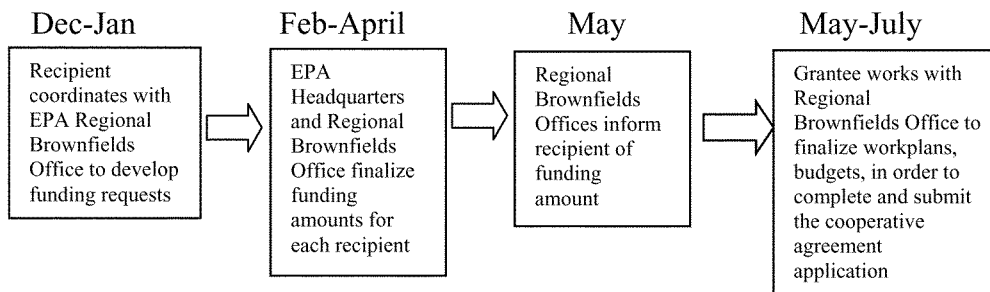 Dec-Jan
Recipient
coordinates with
EPA Regional
Brownfields
Office to develop
funding requests
Feb-April
EPA
Headquarters
and Regional
Brownfields
Office finalize
funding
amounts for
each recipient
May
Regional
Brownfields
Offices inform
recipient of
funding
amount
May-July
Grantee works with
Regional
Brownfields Office to
finalize workplans,
budgets, in order to
complete and submit
the cooperative
agreement
application